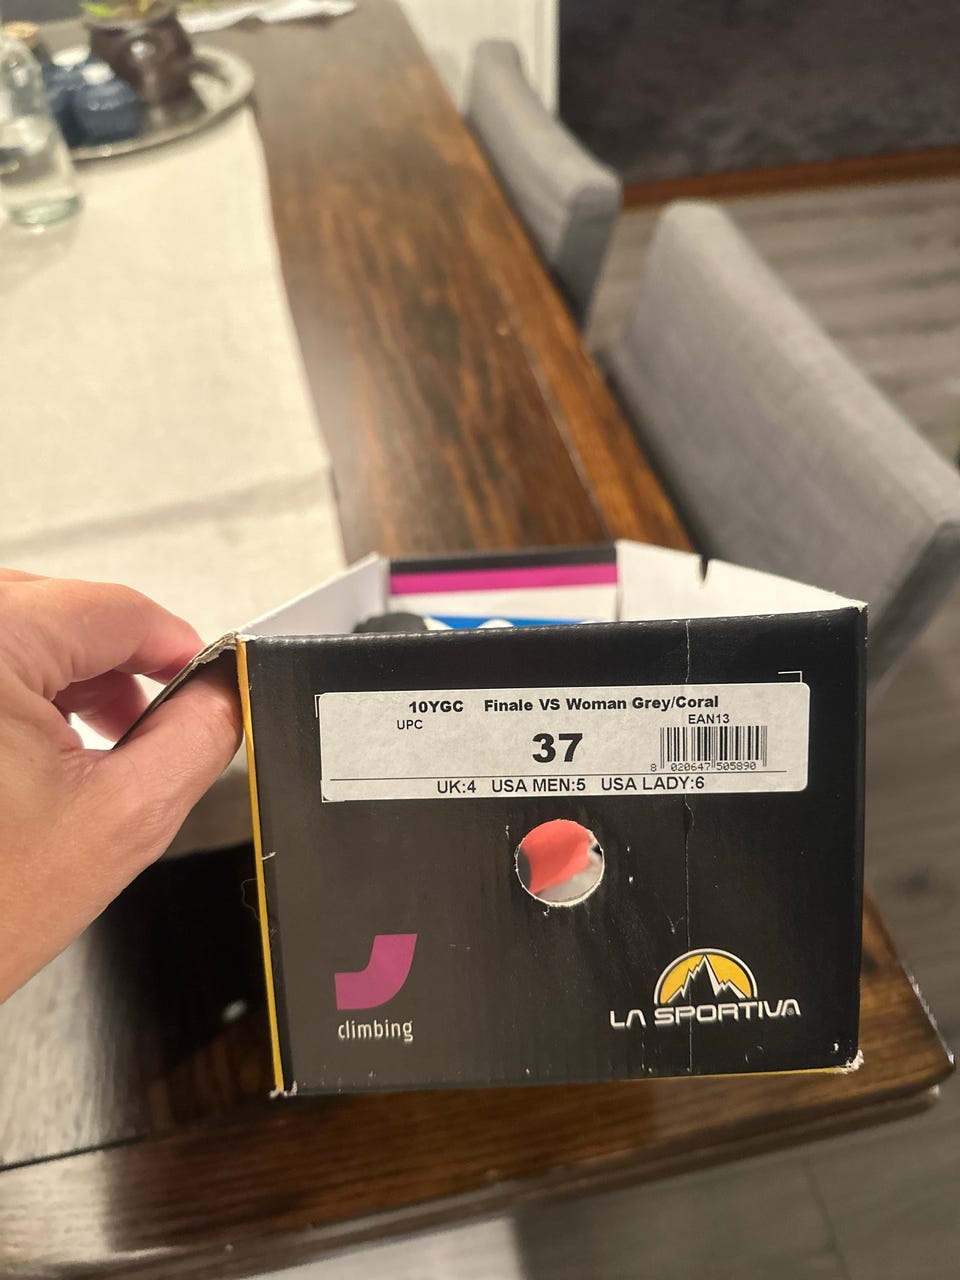 10YGC Finale VS Woman Grey/Coral
UPC
EAN13
37
8 020647 505890
UK:4 USA MEN:5 USA LADY:6
climbing
LA SPORTIVA®